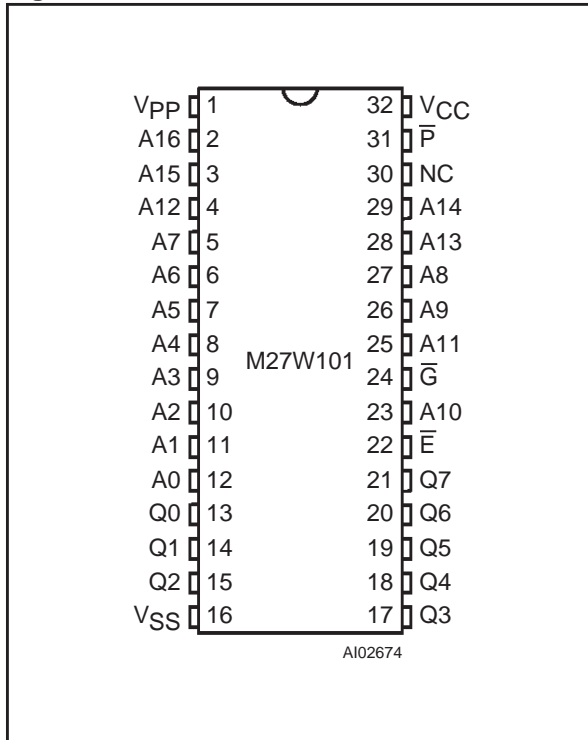 VPP 1 32 VCC
A16 2 31 P̅
A15 3 30 NC
A12 4 29 A14
A7 5 28 A13
A6 6 27 A8
A5 7 26 A9
A4 8 25 A11
M27W101
A3 9 24 G̅
A2 10 23 A10
A1 11 22 E̅
A0 12 21 Q7
Q0 13 20 Q6
Q1 14 19 Q5
Q2 15 18 Q4
VSS 16 17 Q3
AI02674